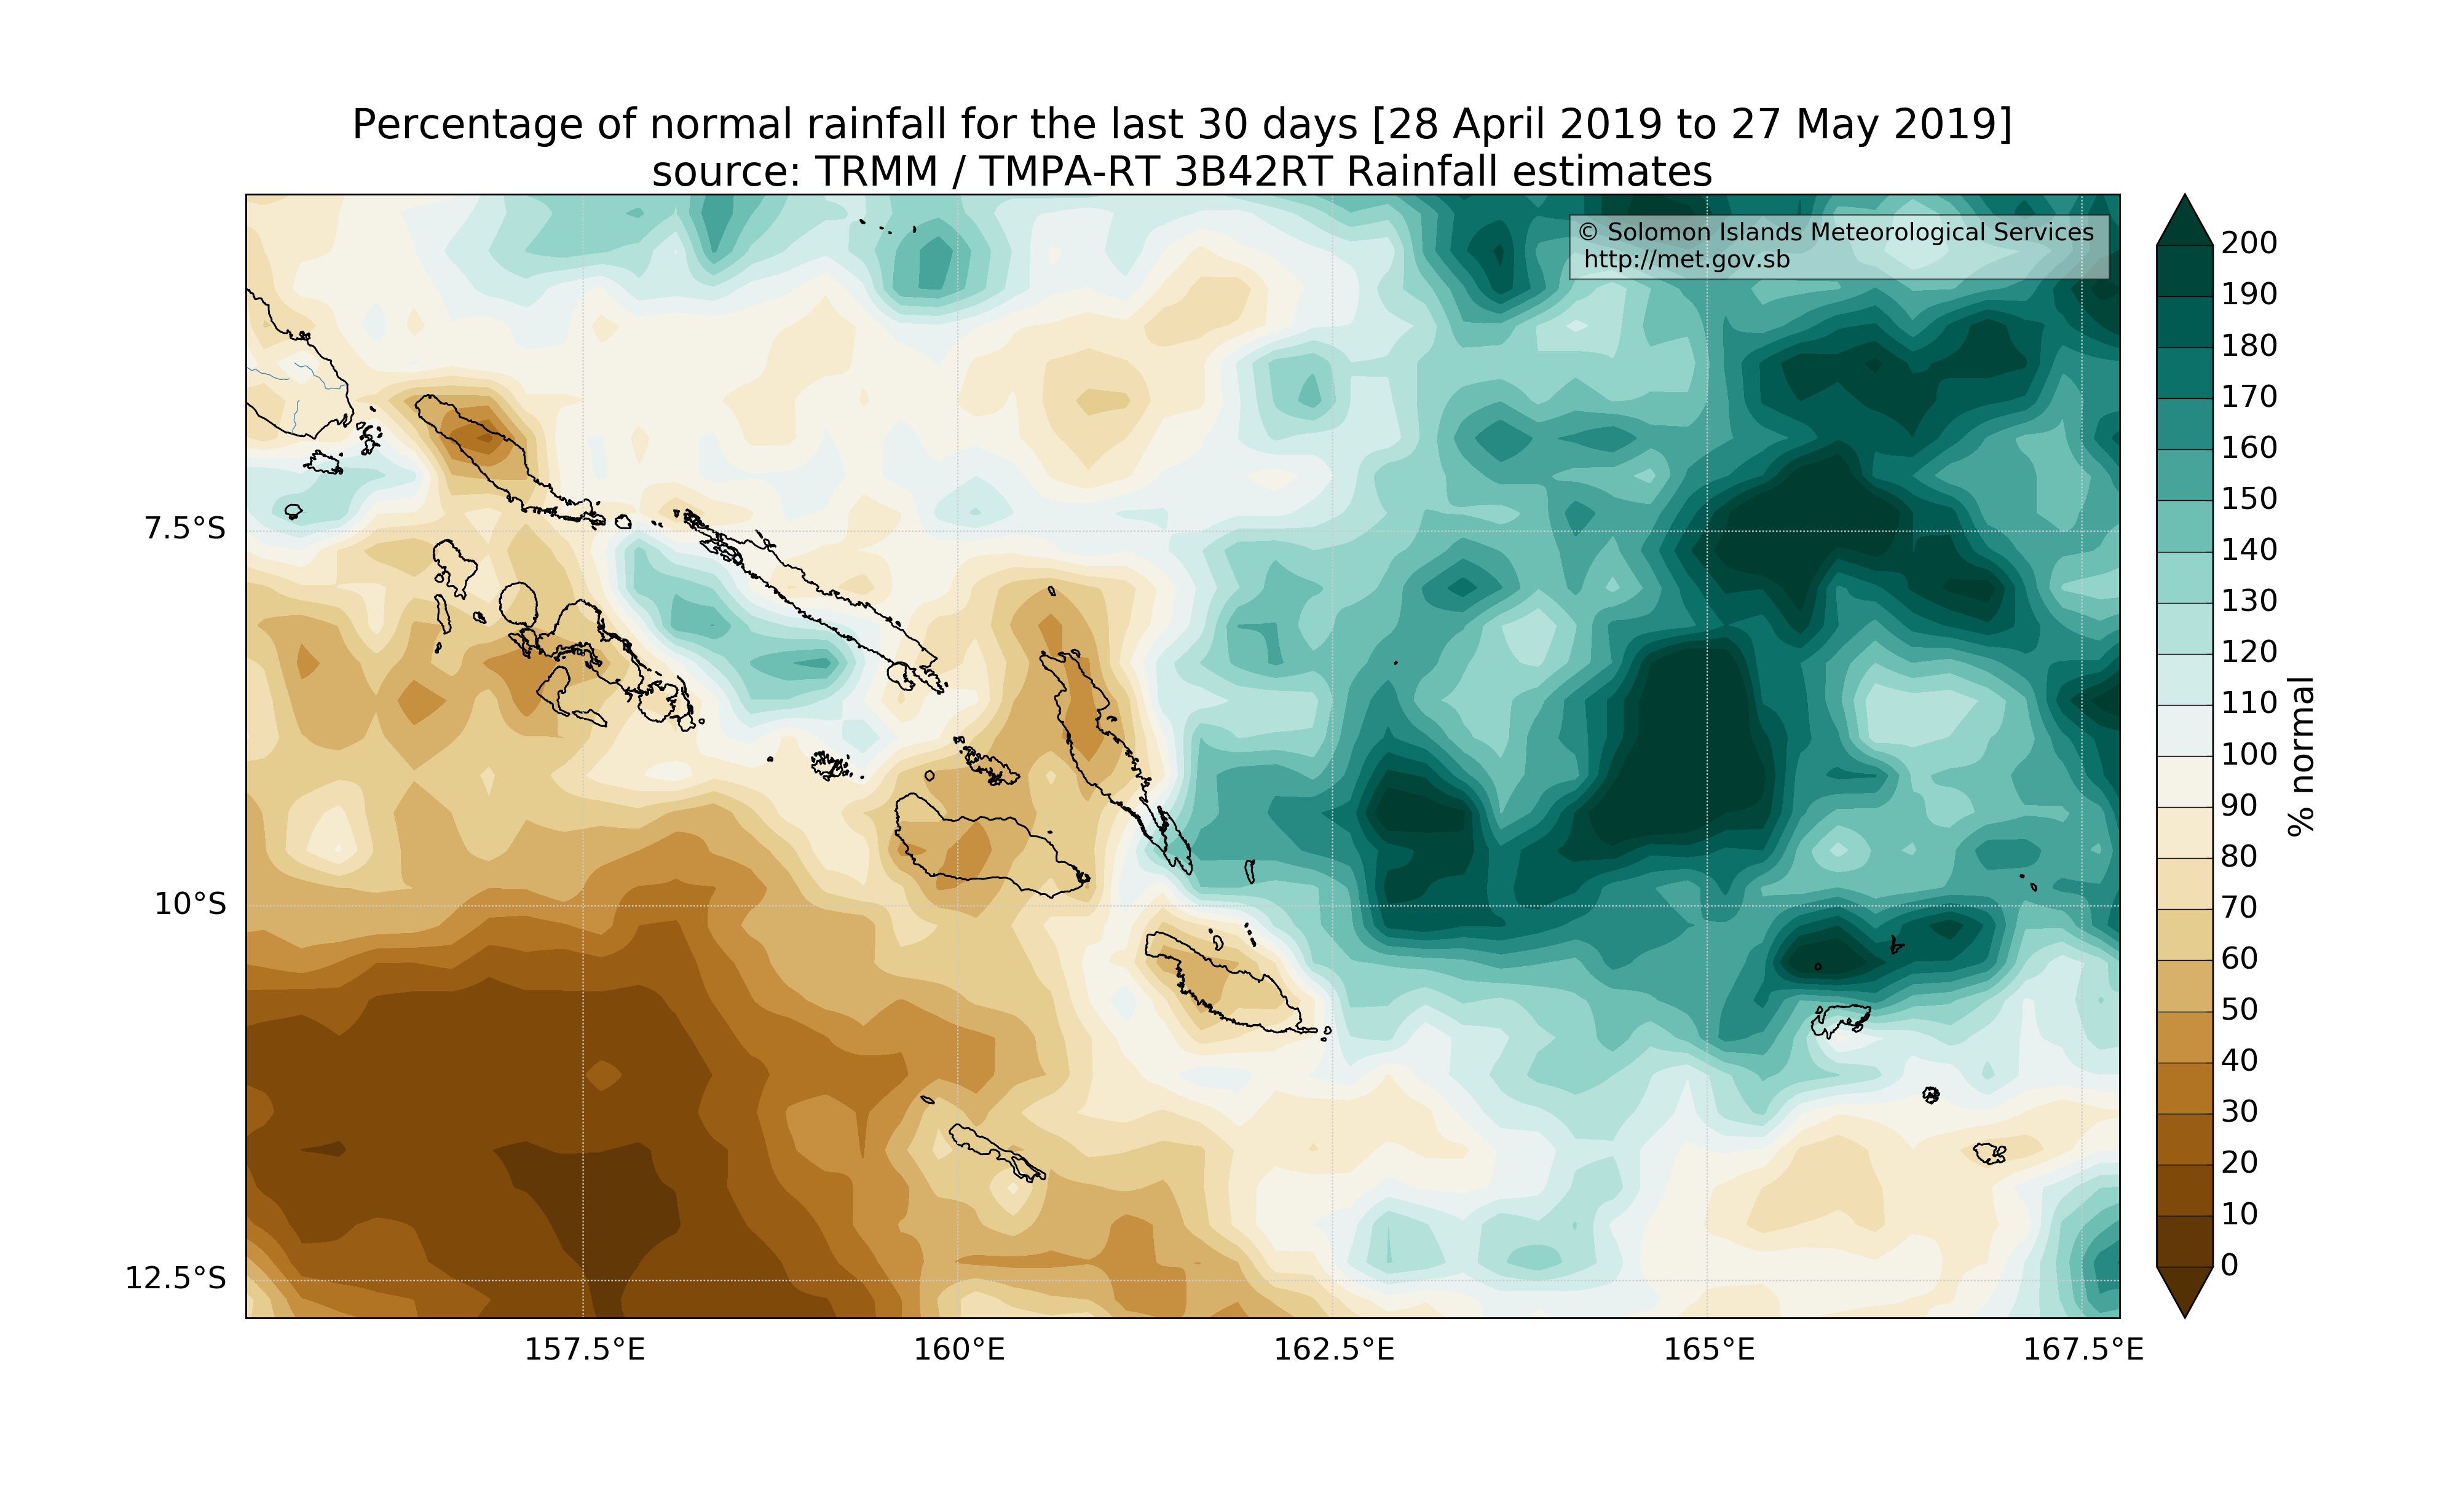 Percentage of normal rainfall for the last 30 days [28 April 2019 to 27 May 2019]
source: TRMM / TMPA-RT 3B42RT Rainfall estimates
© Solomon Islands Meteorological Services
http://met.gov.sb
7.5°S
10°S
12.5°S
157.5°E
160°E
162.5°E
165°E
167.5°E
200
190
180
170
160
150
140
130
120
110
100
90
80
70
60
50
40
30
20
10
0
% normal